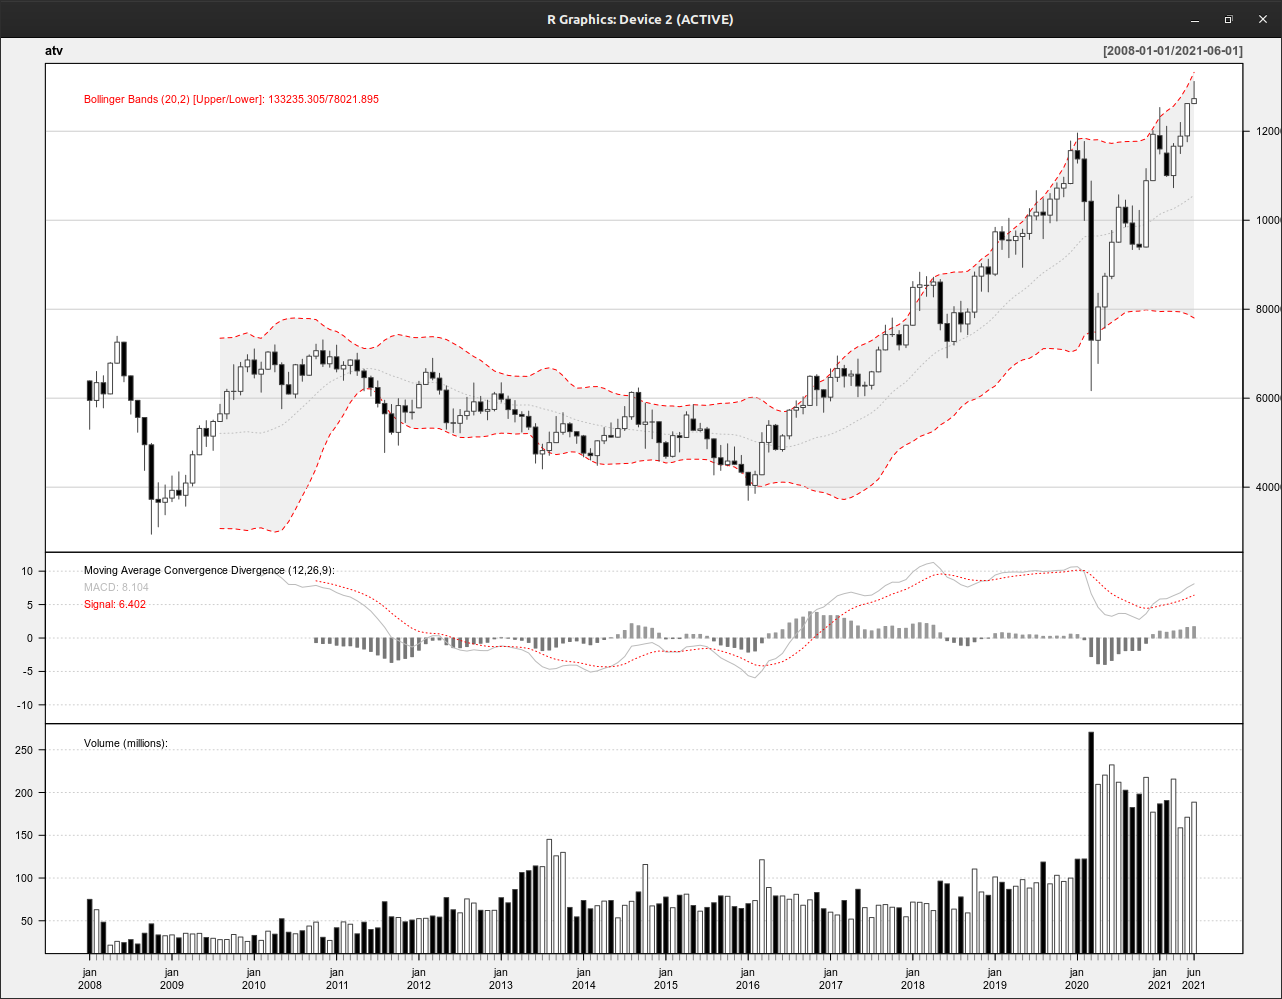 R Graphics: Device 2 (ACTIVE)
atv [2008-01-01/2021-06-01]
Bollinger Bands (20,2) [Upper/Lower]: 133235.305/78021.895
12000
10000
80000
60000
40000
Moving Average Convergence Divergence (12,26,9):
MACD: 8.104
Signal: 6.402
10
5
0
-5
-10
Volume (millions):
250
200
150
100
50
jan jan jan jan jan jan jan jan jan jan jan jan jan jan jun
2008 2009 2010 2011 2012 2013 2014 2015 2016 2017 2018 2019 2020 2021 2021